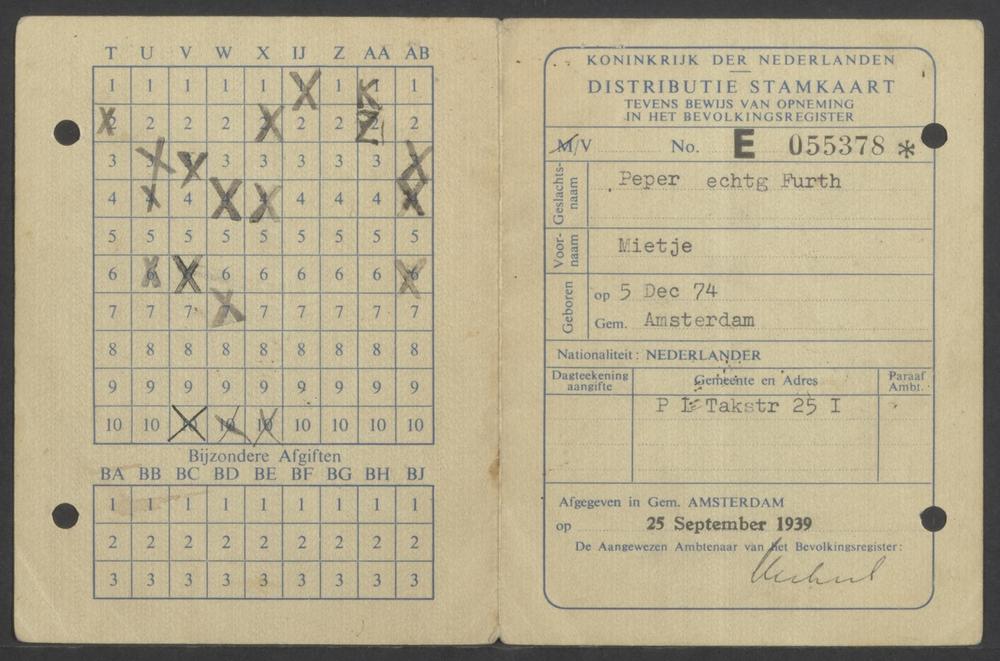 T U V W X IJ Z AA AB
1 1 1 1 1 1 1 K 1
2 2 2 2 2 2 2 Z 2
3 3 3 3 3 3 3 3 3
4 4 4 4 4 4 4 4 4
5 5 5 5 5 5 5 5 5
6 6 6 6 6 6 6 6 6
7 7 7 7 7 7 7 7 7
8 8 8 8 8 8 8 8 8
9 9 9 9 9 9 9 9 9
10 10 10 10 10 10 10 10 10
Bijzondere Afgiften
BA BB BC BD BE BF BG BH BJ
1 1 1 1 1 1 1 1 1
2 2 2 2 2 2 2 2 2
3 3 3 3 3 3 3 3 3
KONINKRIJK DER NEDERLANDEN
DISTRIBUTIE STAMKAART
TEVENS BEWIJS VAN OPNEMING
IN HET BEVOLKINGSREGISTER
M/V No. E 055378 *
Geslachts-
naam
Peper echtg Furth
Voor-
naam
Mietje
Geboren
op 5 Dec 74
Gem. Amsterdam
Nationaliteit: NEDERLANDER
Dagteekening
aangifte
Gemeente en Adres
Paraaf
Ambt.
P L Takstr 25 I
Afgegeven in Gem. AMSTERDAM
op 25 September 1939
De Aangewezen Ambtenaar van het Bevolkingsregister: